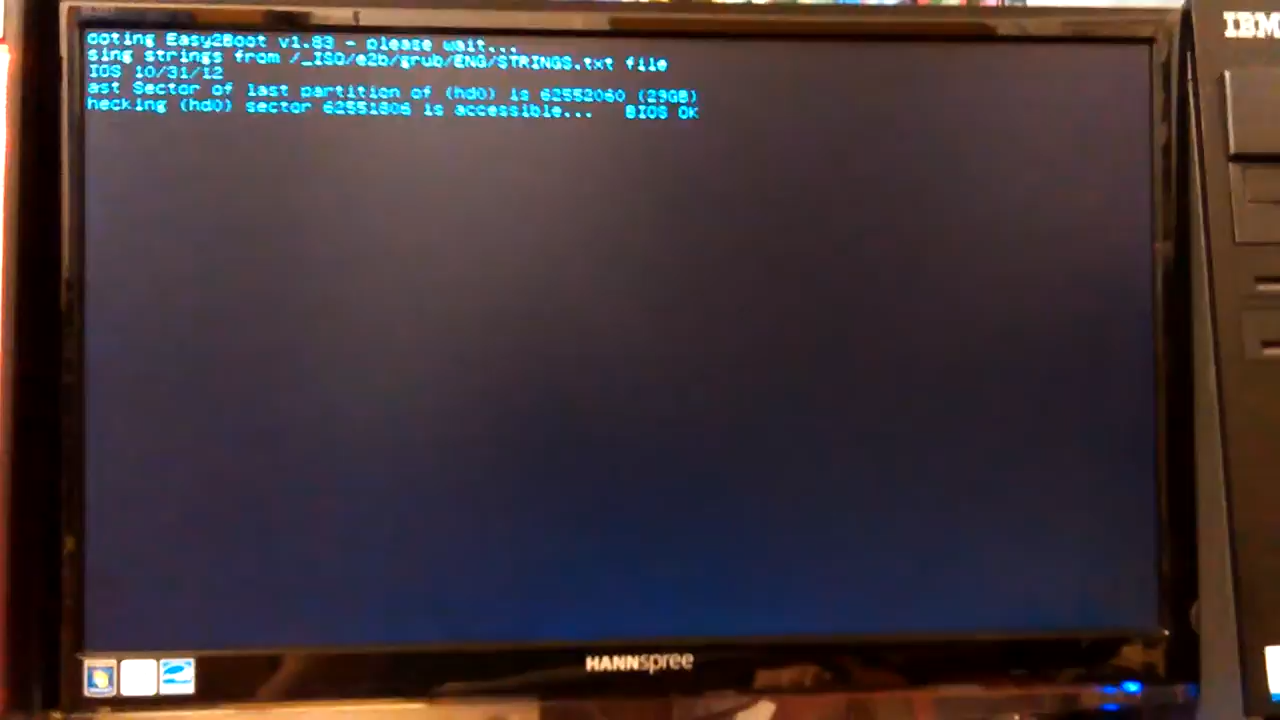 ooting Easy2Boot v1.83 - please wait...
sing strings from /_ISO/e2b/grub/ENG/STRINGS.txt file
IOS 10/31/12
ast Sector of last partition of (hd0) is 62552060 (29GB)
hecking (hd0) sector 62551806 is accessible...   BIOS OK
IBM
HANNspree